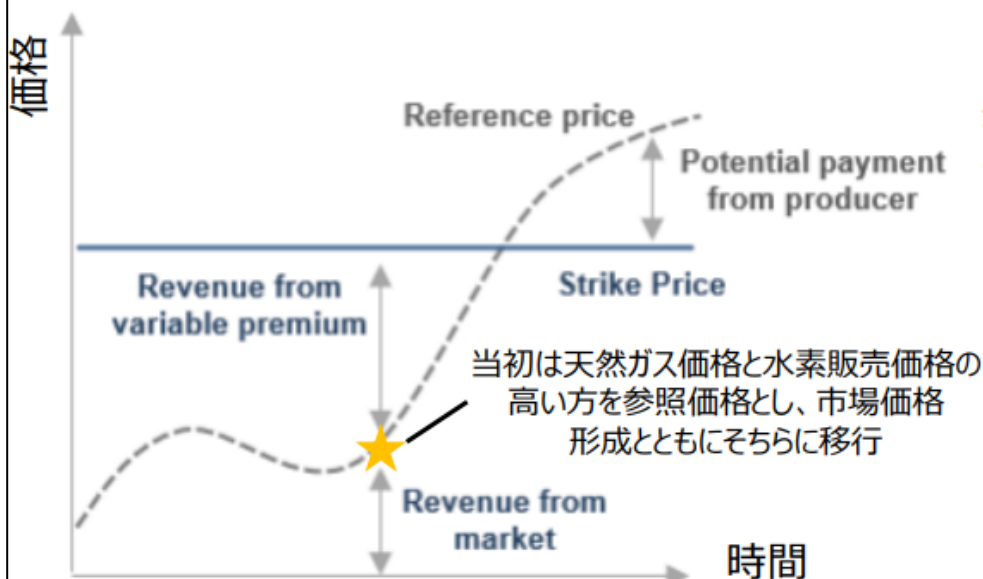 価格
Reference price
Potential payment
from producer
Revenue from
variable premium
Strike Price
当初は天然ガス価格と水素販売価格の
高い方を参照価格とし、市場価格
形成とともにそちらに移行
Revenue from
market
時間